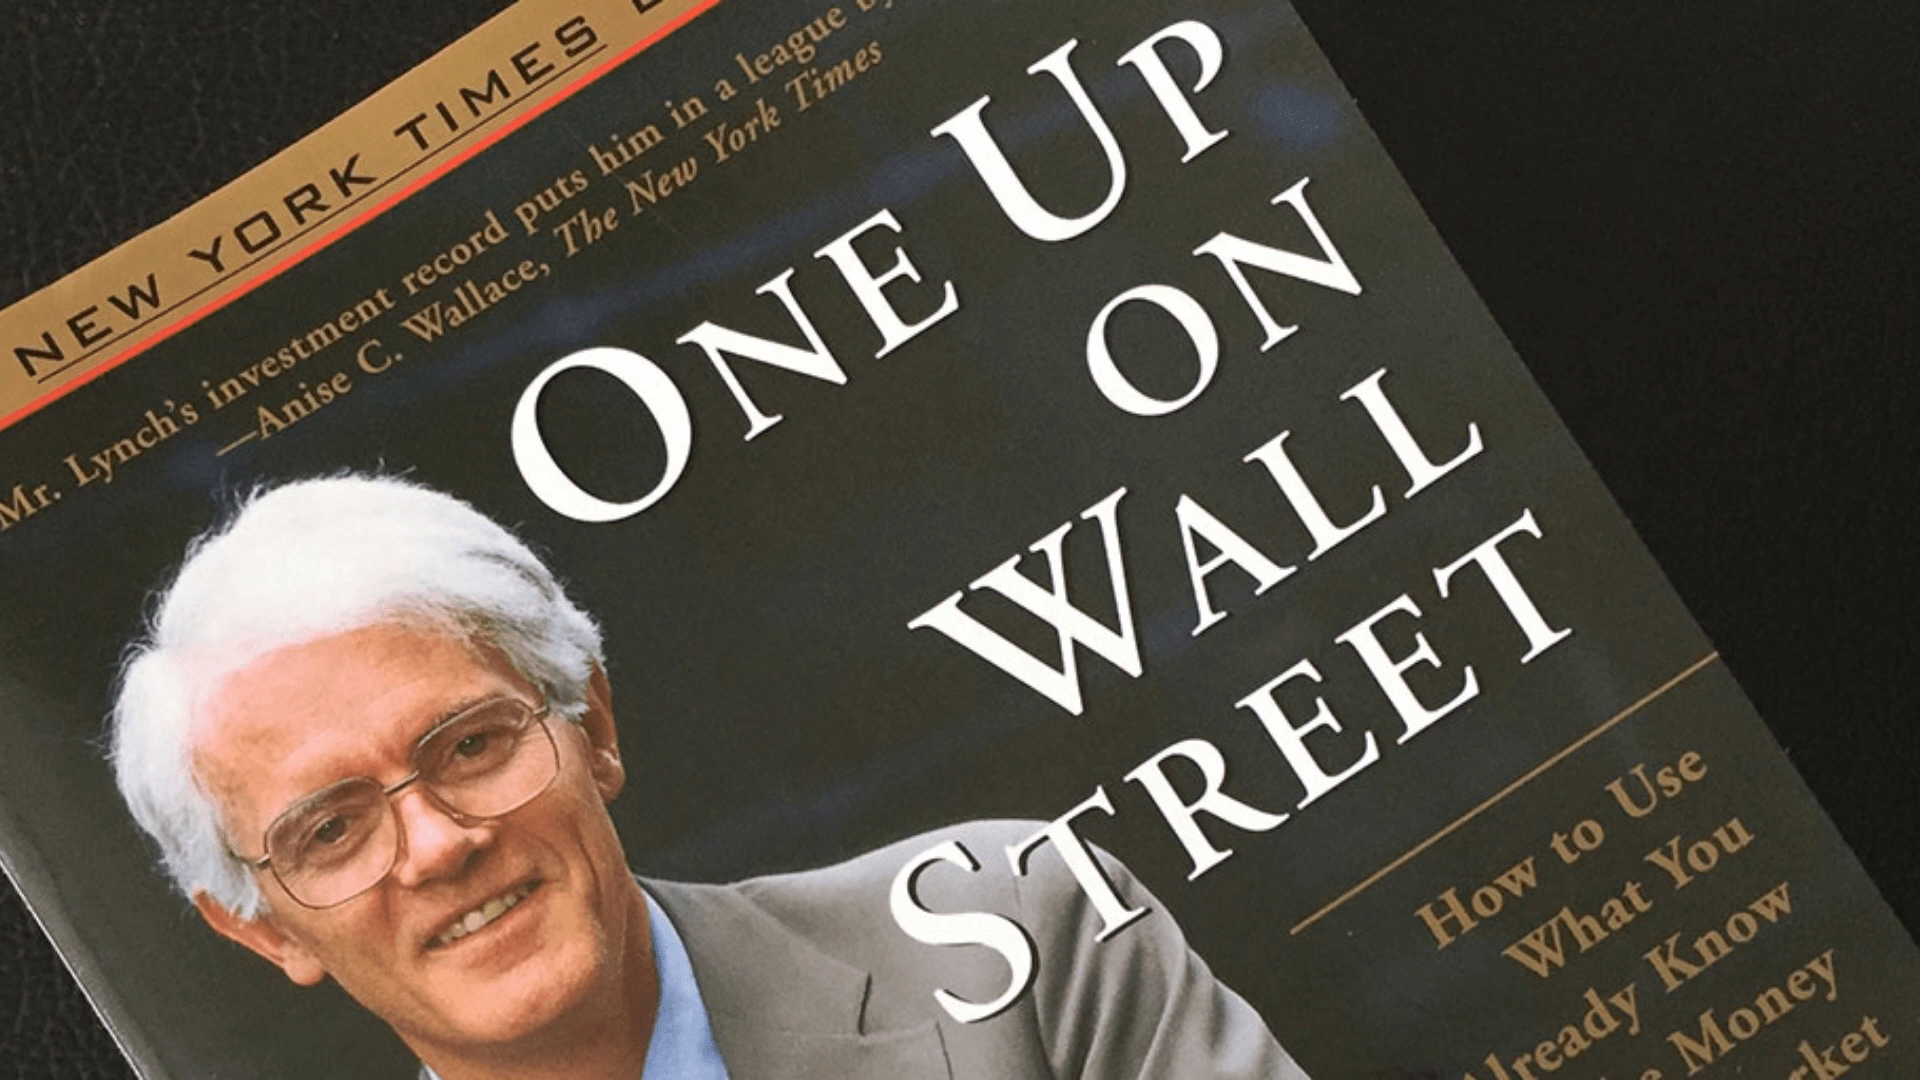 NEW YORK TIMES
Mr. Lynch's investment record puts him in a league
—Anise C. Wallace, The New York Times
ONE UP
ON
WALL
STREET
How to Use
What You
Already Know
Money